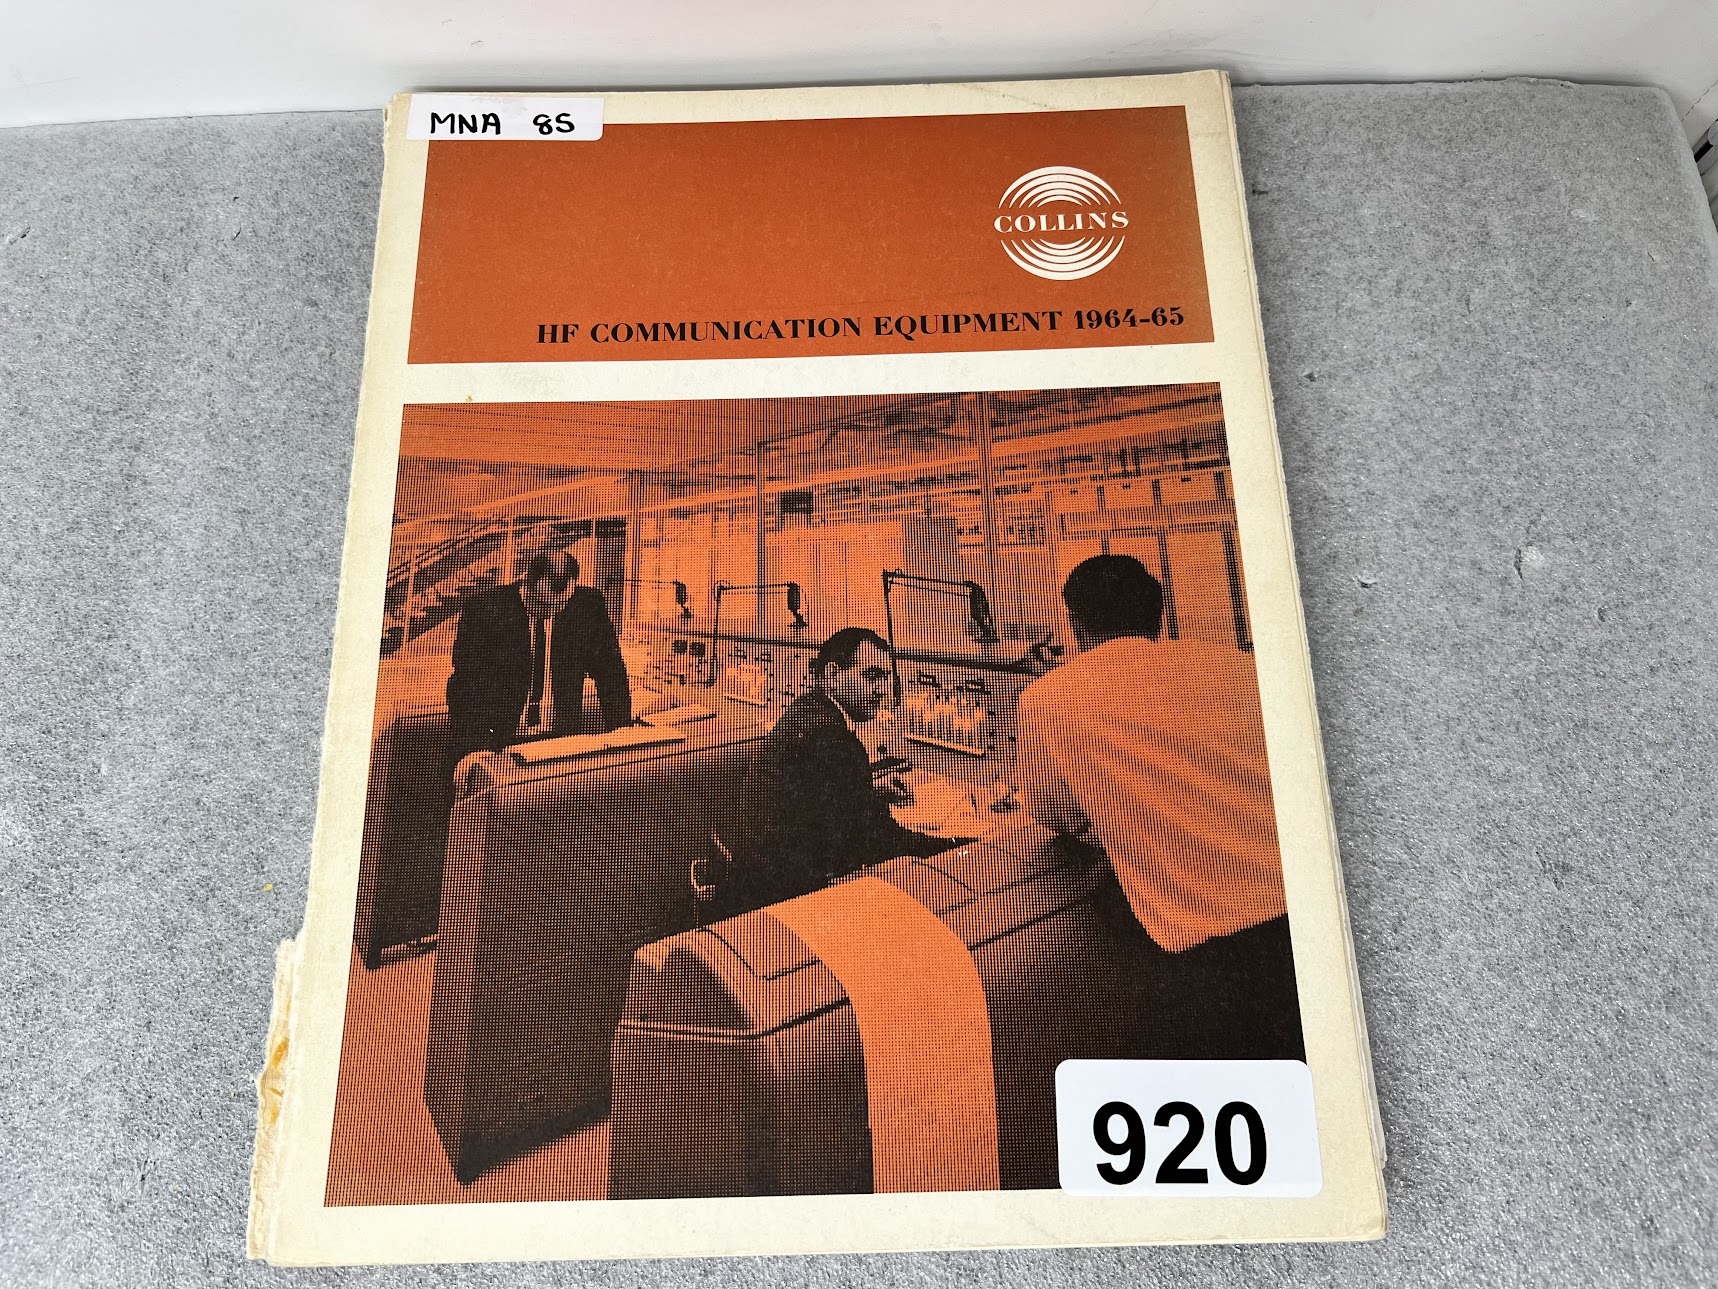 MNA 85
COLLINS
HF COMMUNICATION EQUIPMENT 1964-65
920